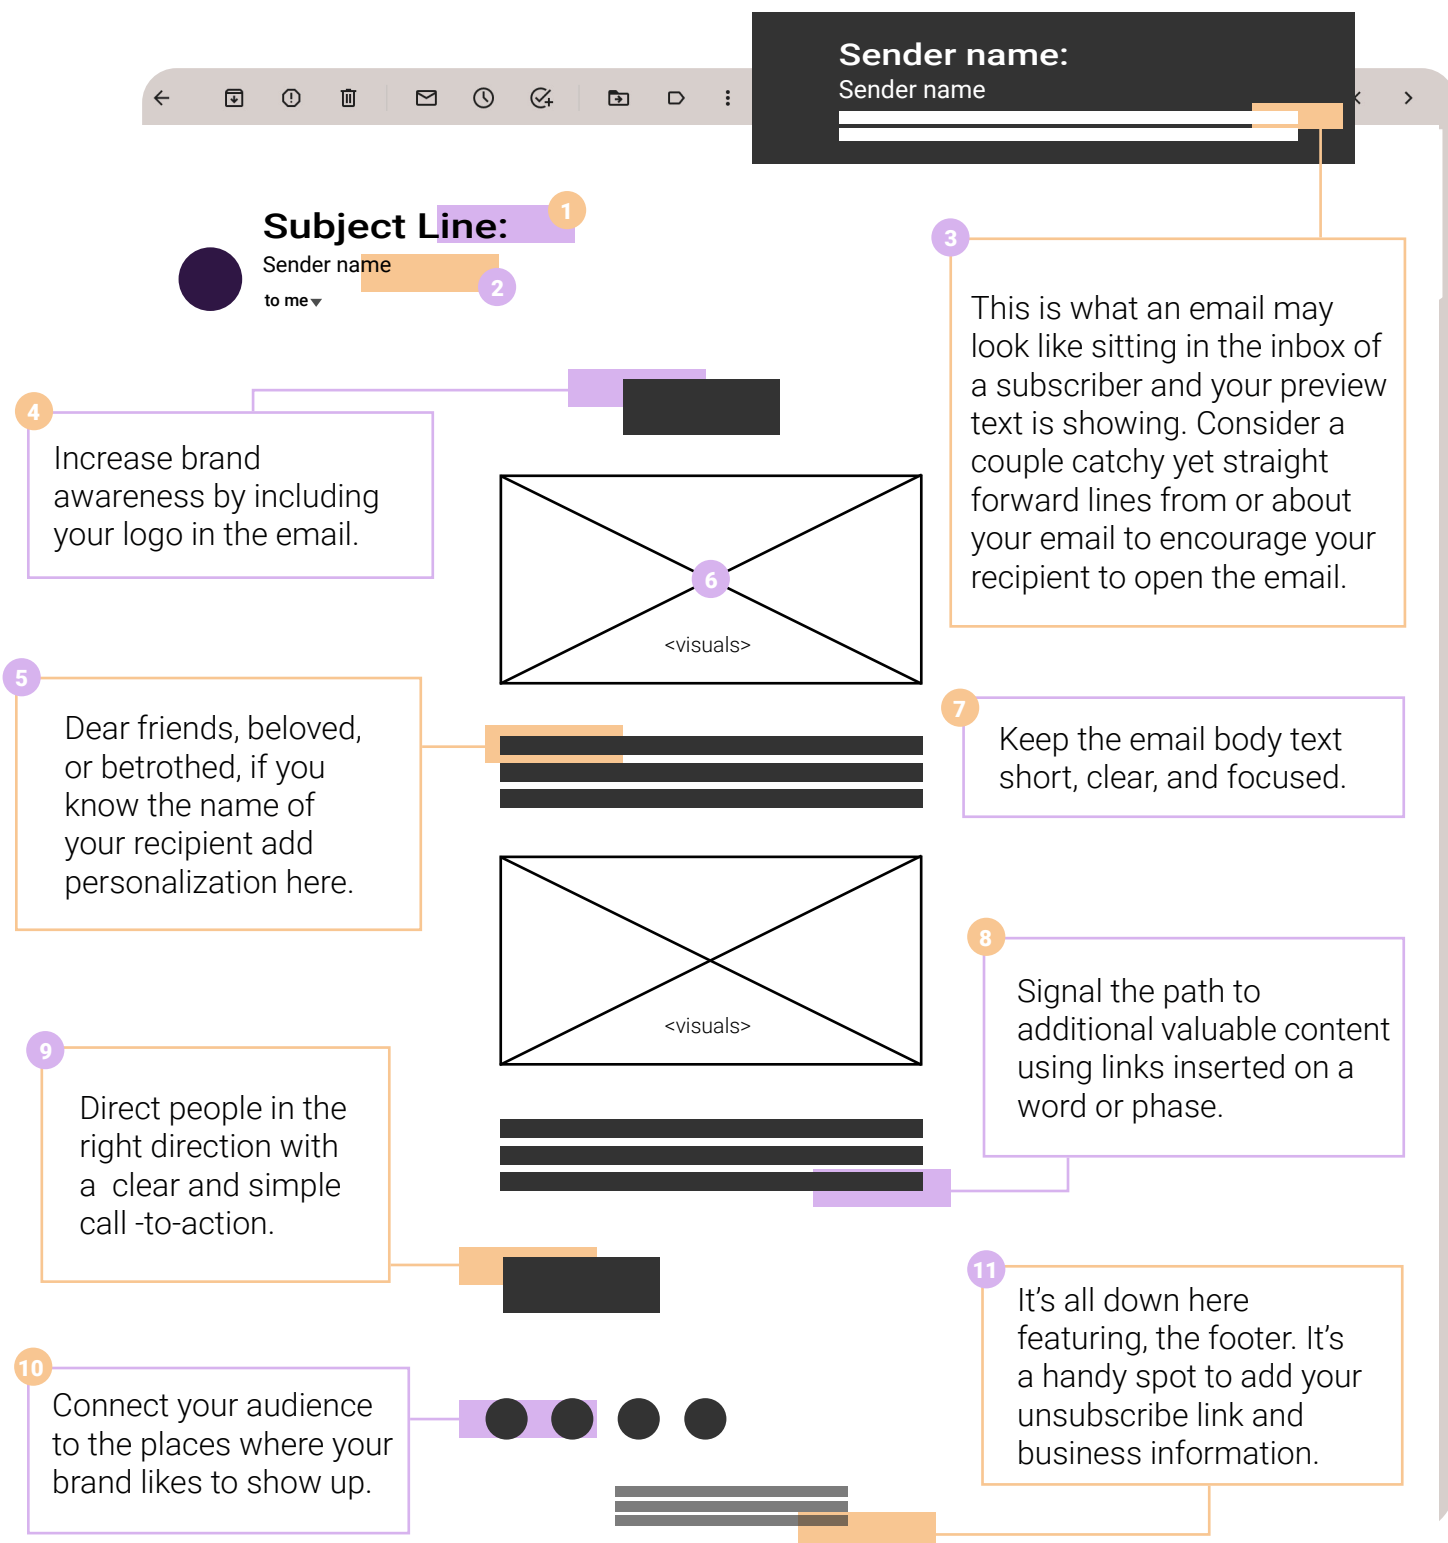 Sender name:
Sender name
Subject Line:
1
Sender name
2
to me
3
This is what an email may
look like sitting in the inbox of
a subscriber and your preview
text is showing. Consider a
couple catchy yet straight
forward lines from or about
your email to encourage your
recipient to open the email.
4
Increase brand
awareness by including
your logo in the email.
6
<visuals>
5
Dear friends, beloved,
or betrothed, if you
know the name of
your recipient add
personalization here.
7
Keep the email body text
short, clear, and focused.
<visuals>
8
Signal the path to
additional valuable content
using links inserted on a
word or phase.
9
Direct people in the
right direction with
a  clear and simple
call -to-action.
10
Connect your audience
to the places where your
brand likes to show up.
11
It's all down here
featuring, the footer. It's
a handy spot to add your
unsubscribe link and
business information.